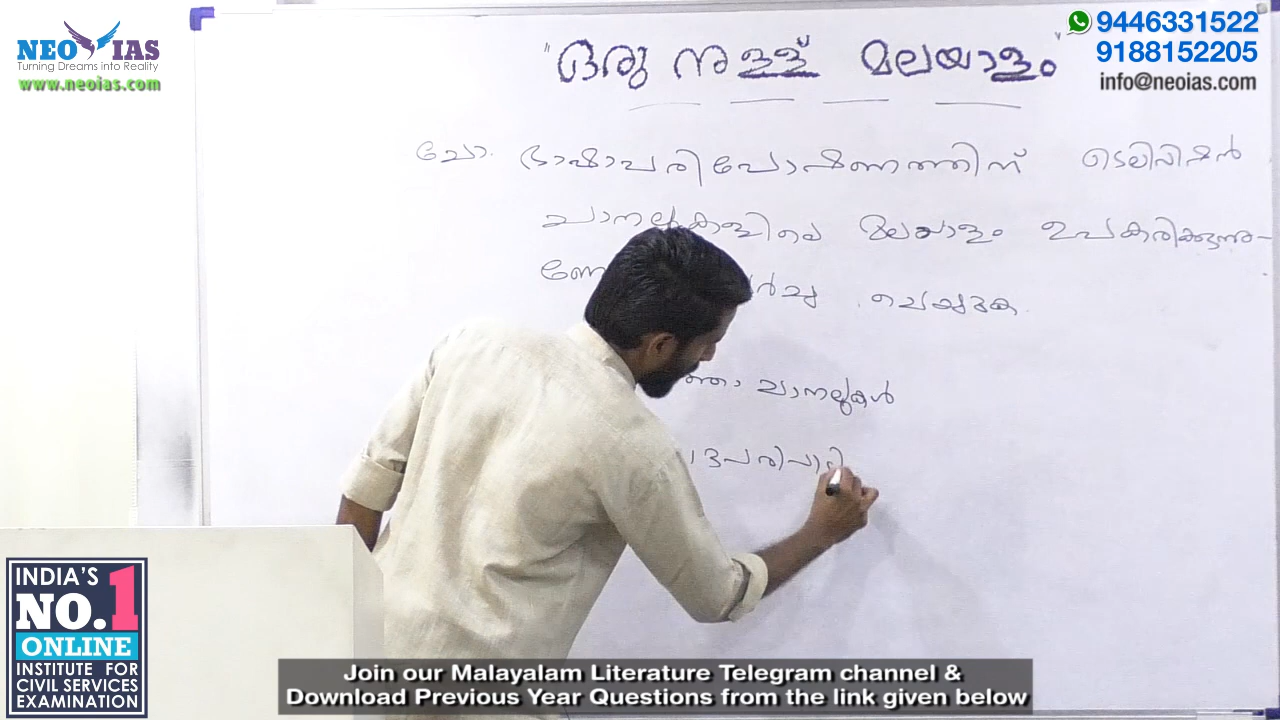 NEO IAS
Turning Dreams into Reality
www.neoias.com
9446331522
9188152205
info@neoias.com
"ഒരു നുള്ള് മലയാളം"
ചോ. ഭാഷാപരിപോഷണത്തിന് ടെലിവിഷൻ
ചാനലുകളിലെ മലയാളം ഉപകരിക്കുന്നു-
ണ്ടോ ചെയ്യുക.
ചാനലുകൾ
INDIA'S
NO.1
ONLINE
INSTITUTE FOR
CIVIL SERVICES
EXAMINATION
Join our Malayalam Literature Telegram channel &
Download Previous Year Questions from the link given below